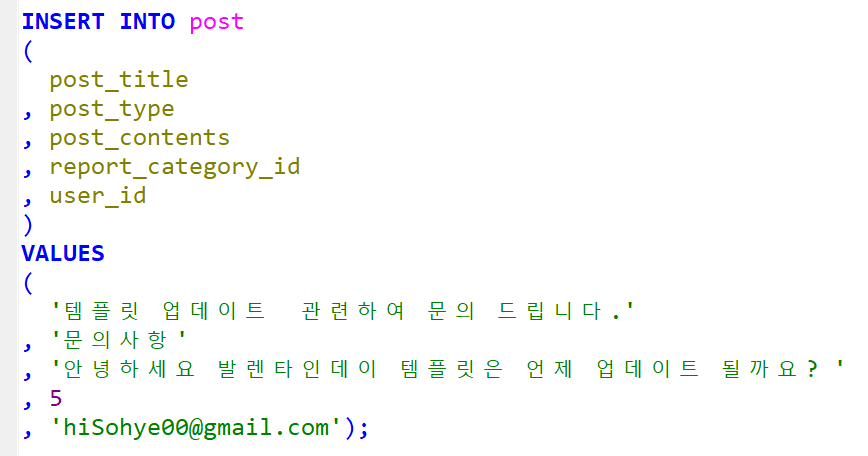 INSERT INTO post
(
  post_title
, post_type
, post_contents
, report_category_id
, user_id
)
VALUES
(
  '템플릿 업데이트  관련하여 문의 드립니다.'
, '문의사항'
, '안녕하세요 발렌타인데이 템플릿은 언제 업데이트 될까요? '
, 5
, 'hiSohye00@gmail.com');